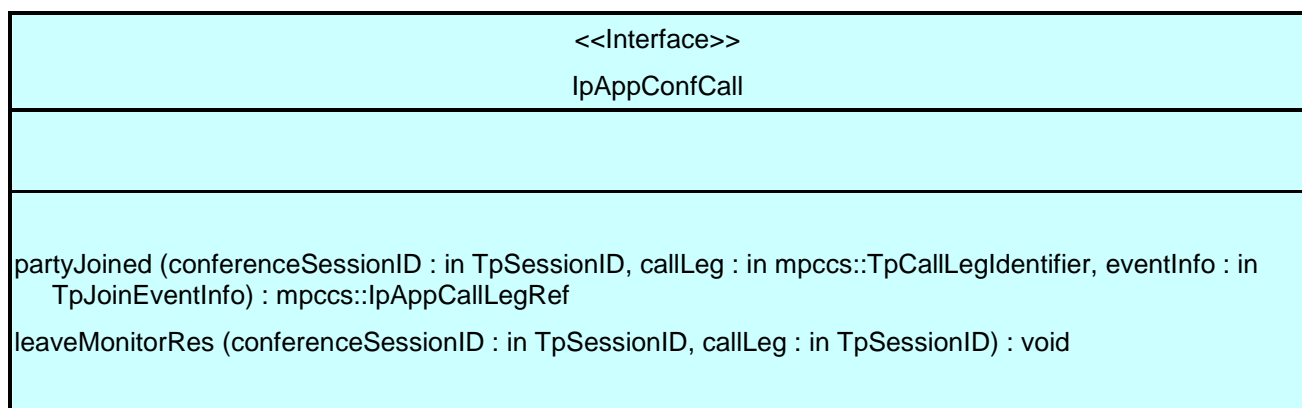 <<Interface>>
IpAppConfCall
partyJoined (conferenceSessionID : in TpSessionID, callLeg : in mpccs::TpCallLegIdentifier, eventInfo : in
TpJoinEventInfo) : mpccs::IpAppCallLegRef
leaveMonitorRes (conferenceSessionID : in TpSessionID, callLeg : in TpSessionID) : void